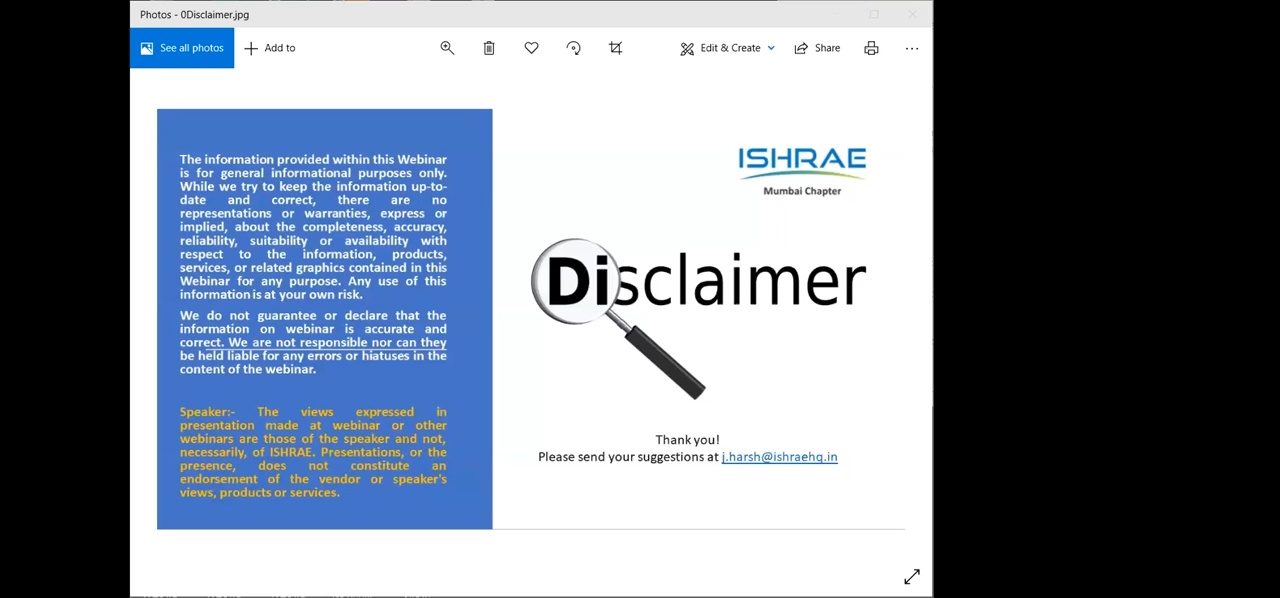 Photos - 0Disclaimer.jpg
See all photos
Add to
Edit & Create
Share
The information provided within this Webinar
is for general informational purposes only.
While we try to keep the information up-to-
date and correct, there are no
representations or warranties, express or
implied, about the completeness, accuracy,
reliability, suitability or availability with
respect to the information, products,
services, or related graphics contained in this
Webinar for any purpose. Any use of this
information is at your own risk.
We do not guarantee or declare that the
information on webinar is accurate and
correct. We are not responsible nor can they
be held liable for any errors or hiatuses in the
content of the webinar.
Speaker:- The views expressed in
presentation made at webinar or other
webinars are those of the speaker and not,
necessarily, of ISHRAE. Presentations, or the
presence, does not constitute an
endorsement of the vendor or speaker's
views, products or services.
ISHRAE
Mumbai Chapter
Disclaimer
Thank you!
Please send your suggestions at j.harsh@ishraehq.in